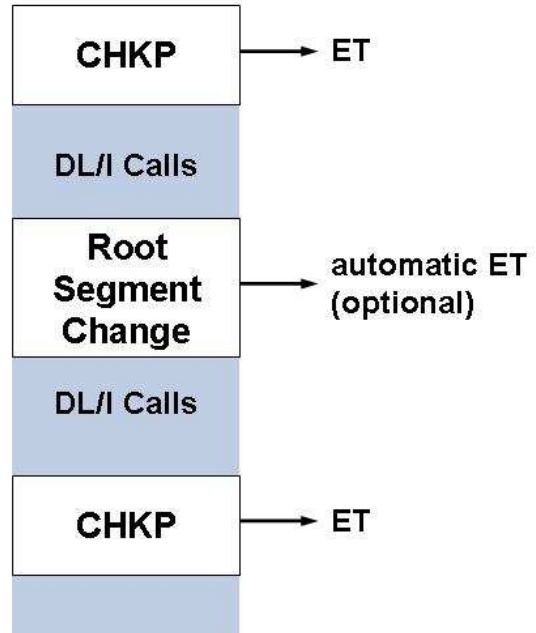 CHKP
ET
DL/I Calls
Root
Segment
Change
automatic ET
(optional)
DL/I Calls
CHKP
ET